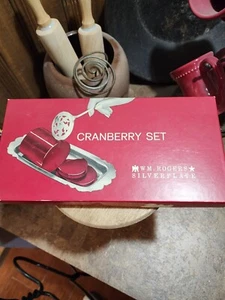 CRANBERRY SET
WM. ROGERS★
SILVERPLATE